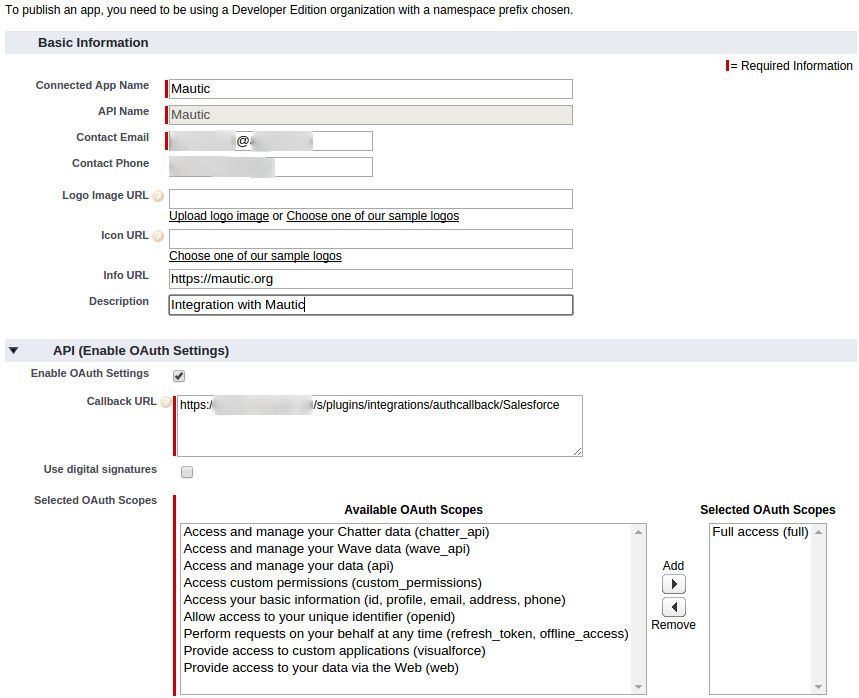 To publish an app, you need to be using a Developer Edition organization with a namespace prefix chosen.
Basic Information
= Required Information
Connected App Name Mautic
API Name Mautic
Contact Email @
Contact Phone
Logo Image URL ?
Upload logo image or Choose one of our sample logos
Icon URL ?
Choose one of our sample logos
Info URL https://mautic.org
Description Integration with Mautic
API (Enable OAuth Settings)
Enable OAuth Settings
Callback URL ? https:/ /s/plugins/integrations/authcallback/Salesforce
Use digital signatures
Selected OAuth Scopes
Available OAuth Scopes
Access and manage your Chatter data (chatter_api)
Access and manage your Wave data (wave_api)
Access and manage your data (api)
Access custom permissions (custom_permissions)
Access your basic information (id, profile, email, address, phone)
Allow access to your unique identifier (openid)
Perform requests on your behalf at any time (refresh_token, offline_access)
Provide access to custom applications (visualforce)
Provide access to your data via the Web (web)
Add
Remove
Selected OAuth Scopes
Full access (full)